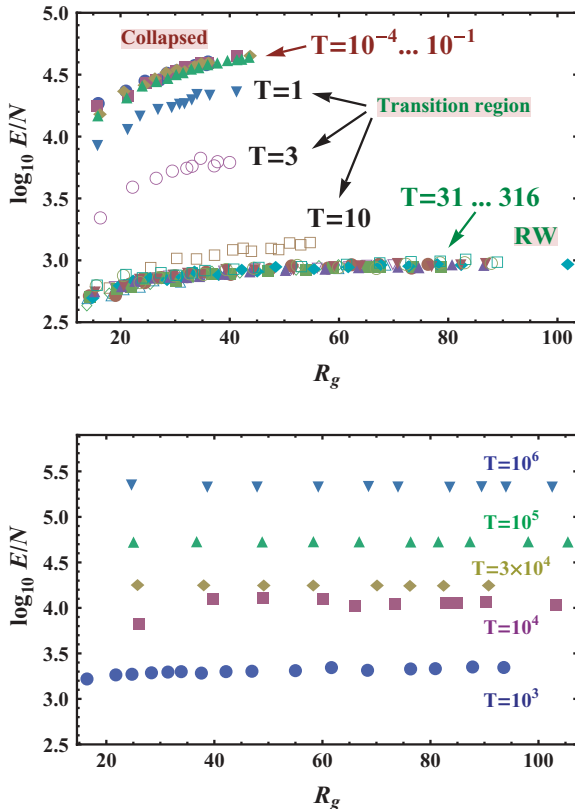 5.0
4.5
4.0
3.5
3.0
2.5
log₁₀ E/N
Collapsed
T=10⁻⁴... 10⁻¹
T=1
Transition region
T=3
T=10
T=31 ... 316
RW
20
40
60
80
100
R_g
5.5
5.0
4.5
4.0
3.5
3.0
2.5
log₁₀ E/N
T=10⁶
T=10⁵
T=3×10⁴
T=10⁴
T=10³
20
40
60
80
100
R_g